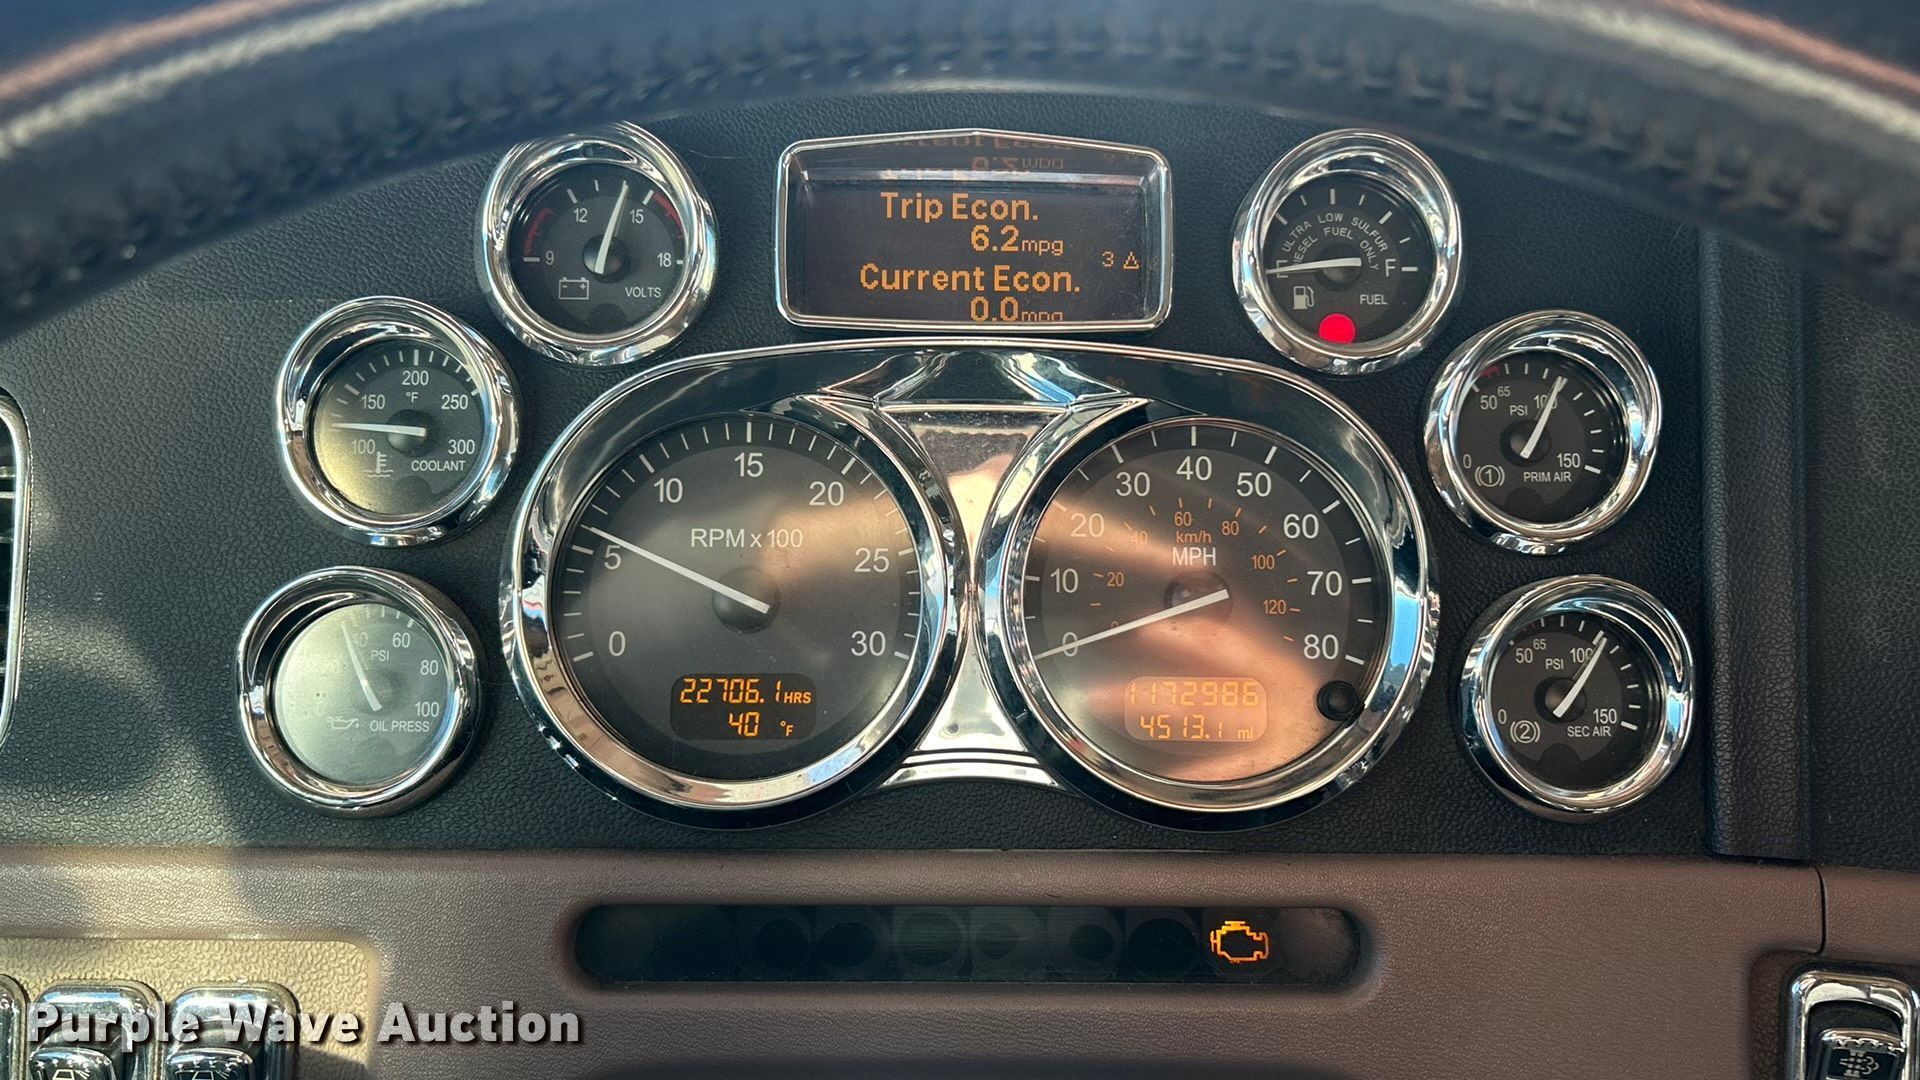 Trip Econ.
6.2mpg
3
Current Econ.
0.0mpg
12 15
9 18
VOLTS
ULTRA LOW SULFUR
DIESEL FUEL ONLY
F
FUEL
200
°F
150 250
100 300
COOLANT
50 65 100
PSI
0 150
(1) PRIM AIR
0 5 10 15 20 25 30
RPM x 100
22706.1 HRS
40 °F
0 10 20 30 40 50 60 70 80
20 40 60 80 100 120
km/h
MPH
1172986
4513.1 mi
40 60
PSI
80
100
OIL PRESS
50 65 100
PSI
0 150
(2) SEC AIR
Purple Wave Auction